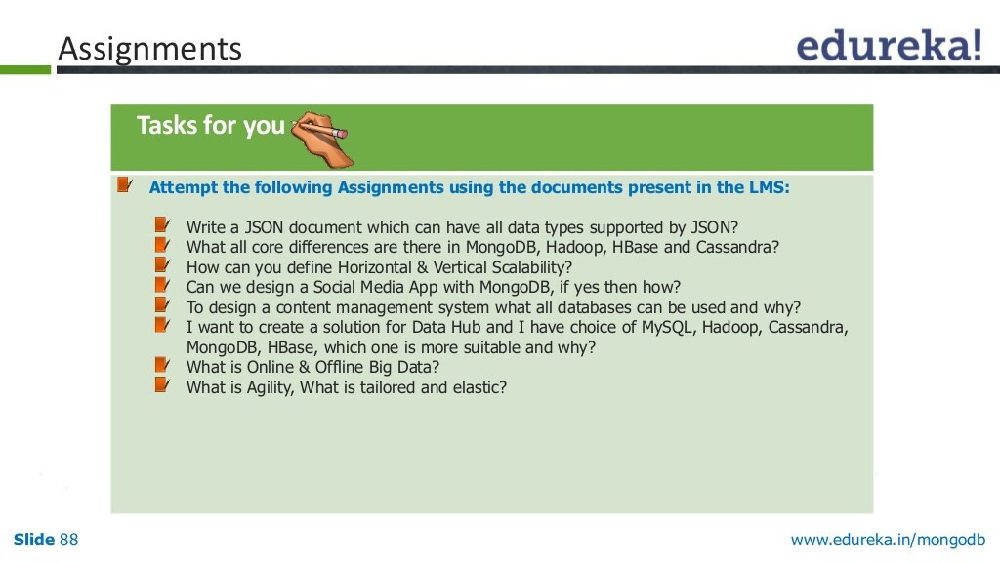 Assignments
edureka!
Tasks for you
Attempt the following Assignments using the documents present in the LMS:
Write a JSON document which can have all data types supported by JSON?
What all core differences are there in MongoDB, Hadoop, HBase and Cassandra?
How can you define Horizontal & Vertical Scalability?
Can we design a Social Media App with MongoDB, if yes then how?
To design a content management system what all databases can be used and why?
I want to create a solution for Data Hub and I have choice of MySQL, Hadoop, Cassandra,
MongoDB, HBase, which one is more suitable and why?
What is Online & Offline Big Data?
What is Agility, What is tailored and elastic?
Slide 88
www.edureka.in/mongodb